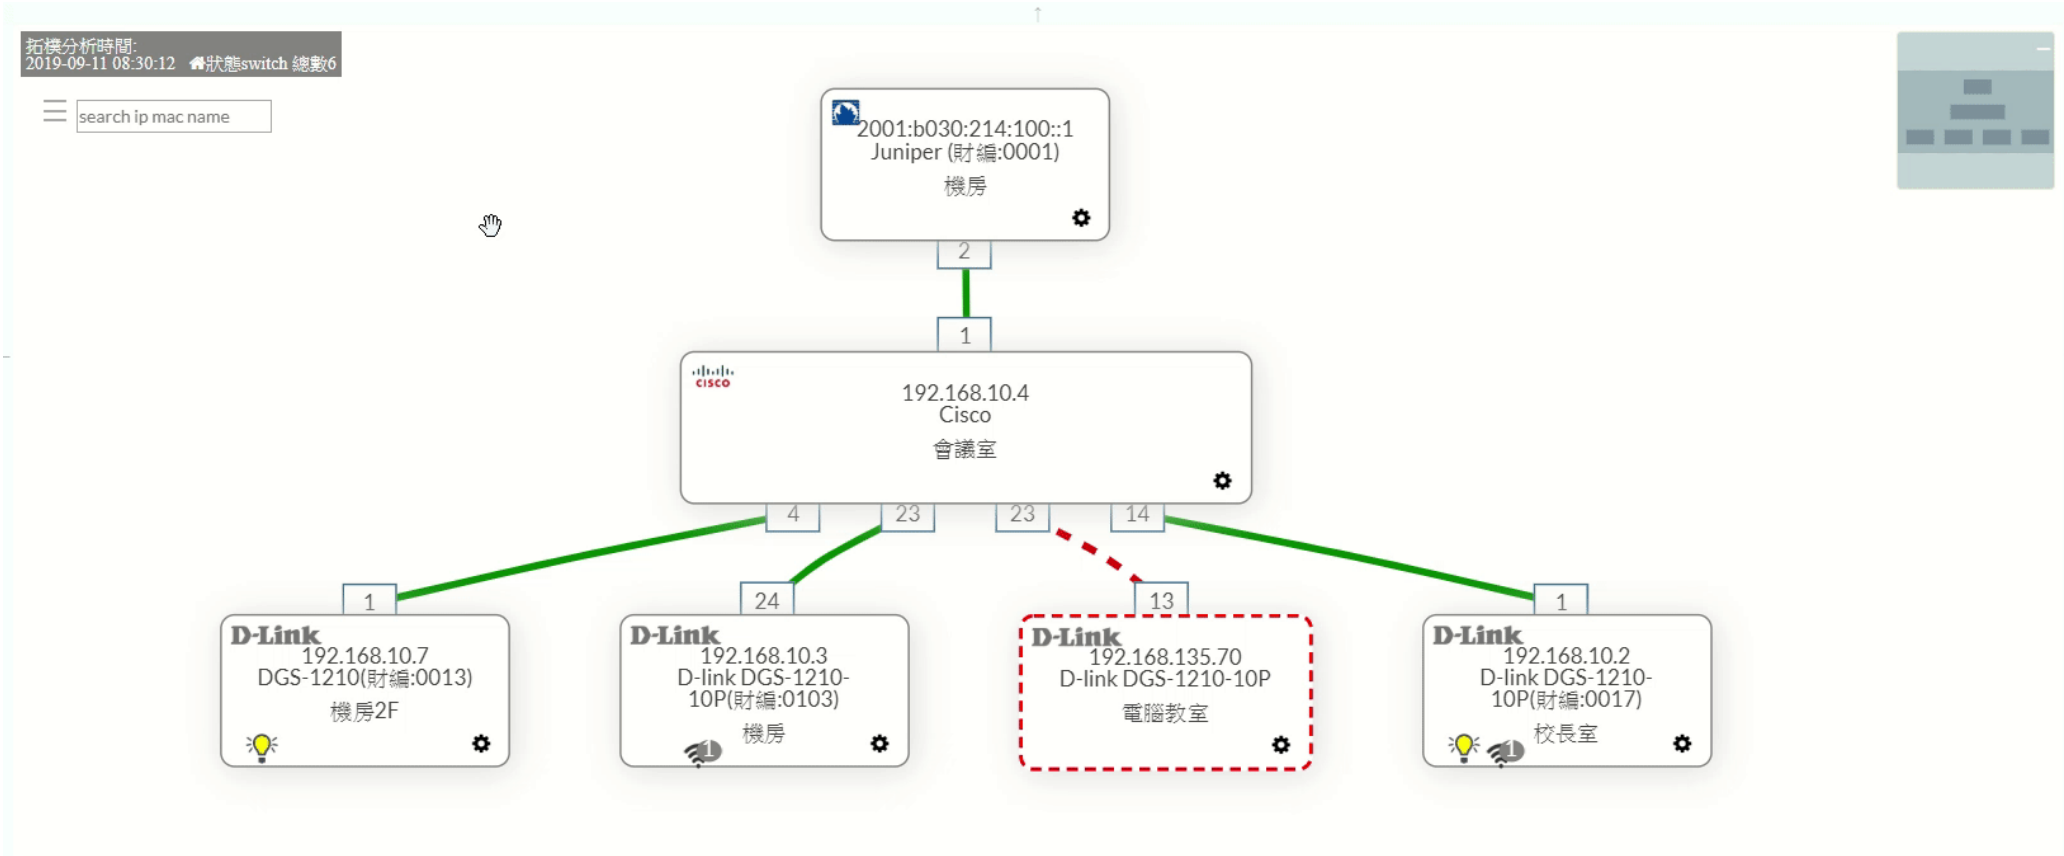 拓樸分析時間:
2019-09-11 08:30:12 狀態switch 總數6
search ip mac name
2001:b030:214:100::1
Juniper (財編:0001)
機房
2
1
CISCO
192.168.10.4
Cisco
會議室
4
23
23
14
1
24
13
1
D-Link
192.168.10.7
DGS-1210(財編:0013)
機房2F
D-Link
192.168.10.3
D-link DGS-1210-
10P(財編:0103)
機房
1
D-Link
192.168.135.70
D-link DGS-1210-10P
電腦教室
D-Link
192.168.10.2
D-link DGS-1210-
10P(財編:0017)
校長室
1